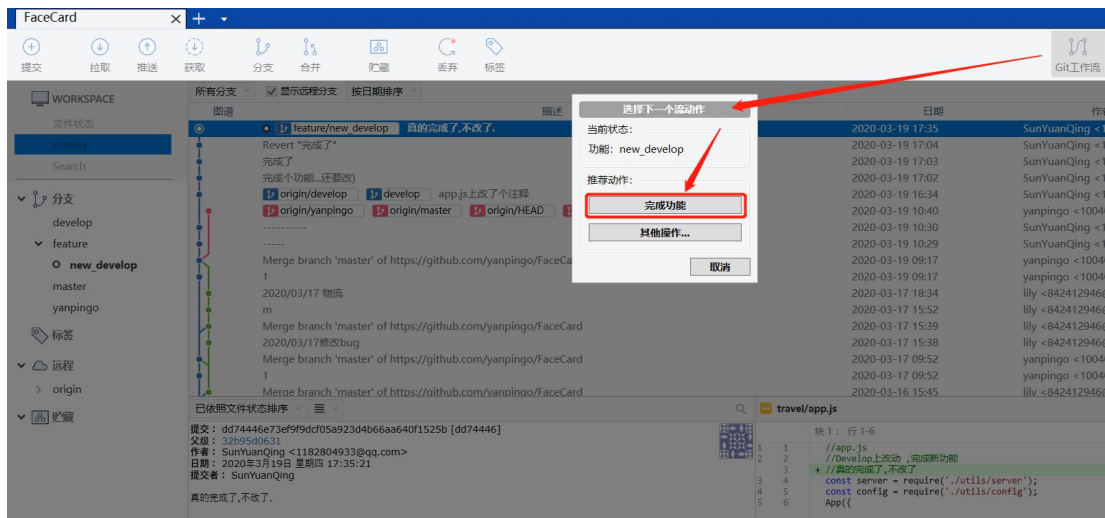 FaceCard
提交 拉取 推送 获取 分支 合并 贮藏 丢弃 标签 Git工作流
WORKSPACE
文件状态
History
Search
分支
develop
feature
new_develop
master
yanpingo
标签
远程
origin
贮藏
所有分支 显示远程分支 按日期排序
图谱 描述 日期
feature/new_develop 真的完成了,不改了. 2020-03-19 17:35 SunYuanQing <1
Revert "完成了" 2020-03-19 17:04 SunYuanQing <1
完成了 2020-03-19 17:03 SunYuanQing <1
完成个功能...还要改) 2020-03-19 17:02 SunYuanQing <1
origin/develop develop app.js上改了个注释 2020-03-19 16:34 SunYuanQing <1
origin/yanpingo origin/master origin/HEAD 2020-03-19 10:40 yanpingo <1004
---------- 2020-03-19 10:30 SunYuanQing <1
----- 2020-03-19 10:29 SunYuanQing <1
Merge branch 'master' of https://github.com/yanpingo/FaceCa 2020-03-19 09:17 yanpingo <1004
1 2020-03-19 09:17 yanpingo <1004
2020/03/17 物流 2020-03-17 18:34 lily <842412946
m 2020-03-17 15:52 lily <842412946
Merge branch 'master' of https://github.com/yanpingo/FaceCard 2020-03-17 15:39 lily <842412946
2020/03/17修改bug 2020-03-17 15:38 lily <842412946
Merge branch 'master' of https://github.com/yanpingo/FaceCard 2020-03-17 09:52 yanpingo <1004
1 2020-03-17 09:52 yanpingo <1004
Merge branch 'master' of https://github.com/yanpingo/FaceCard 2020-03-16 15:45 lily <842412946
选择下一个流动作
当前状态:
功能: new_develop
推荐动作:
完成功能
其他操作...
取消
已依照文件状态排序
提交: dd74446e73ef9f9dcf05a923d4b66aa640f1525b [dd74446]
父级: 32b95d0631
作者: SunYuanQing <1182804933@qq.com>
日期: 2020年3月19日 星期四 17:35:21
提交者: SunYuanQing
真的完成了,不改了.
travel/app.js
块 1: 行 1-6
1 1 //app.js
2 2 //Develop上改动 ,完成新功能
3 + //真的完成了,不改了
3 4 const server = require('./utils/server');
4 5 const config = require('./utils/config');
5 6 App({